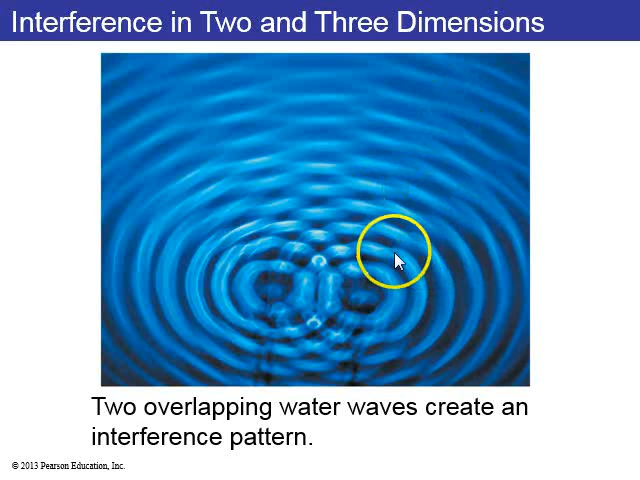 Interference in Two and Three Dimensions
Two overlapping water waves create an
interference pattern.
© 2013 Pearson Education, Inc.